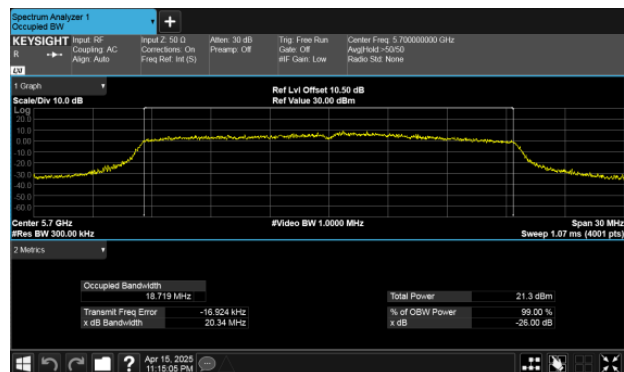 Spectrum Analyzer 1
Occupied BW
+
KEYSIGHT
R
LXI
Input: RF
Coupling: AC
Align: Auto
Input Z: 50 Ω
Corrections: On
Freq Ref: Int (S)
Atten: 30 dB
Preamp: Off
Trig: Free Run
Gate: Off
#IF Gain: Low
Center Freq: 5.700000000 GHz
Avg|Hold:>50/50
Radio Std: None
1 Graph
Scale/Div 10.0 dB
Ref Lvl Offset 10.50 dB
Ref Value 30.00 dBm
Log
20.0
10.0
0.00
-10.0
-20.0
-30.0
-40.0
-50.0
-60.0
Center 5.7 GHz
#Res BW 300.00 kHz
#Video BW 1.0000 MHz
Span 30 MHz
Sweep 1.07 ms (4001 pts)
2 Metrics
Occupied Bandwidth
18.719 MHz
Transmit Freq Error -16.924 kHz
x dB Bandwidth 20.34 MHz
Total Power 21.3 dBm
% of OBW Power 99.00 %
x dB -26.00 dB
?
Apr 15, 2025
11:15:05 PM